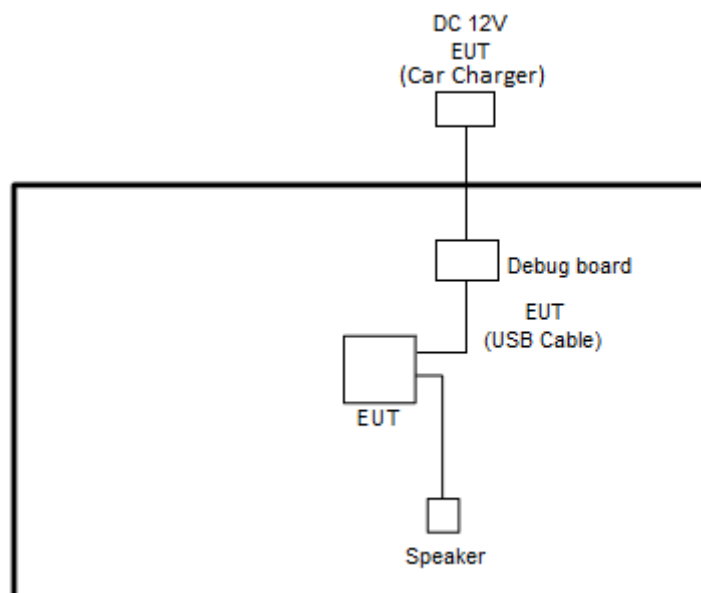 DC 12V
EUT
(Car Charger)
Debug board
EUT
(USB Cable)
EUT
Speaker